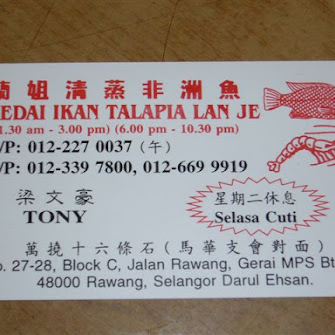 蘭姐清蒸非洲魚
EDAI IKAN TALAPIA LAN JE
1.30 am - 3.00 pm) (6.00 pm - 10.30 pm)
/P: 012-227 0037 (午)
/P: 012-339 7800, 012-669 9919
梁文豪
TONY
星期二休息
Selasa Cuti
萬撓十六條石(馬華支會對面)
o. 27-28, Block C, Jalan Rawang, Gerai MPS Bt
48000 Rawang, Selangor Darul Ehsan.